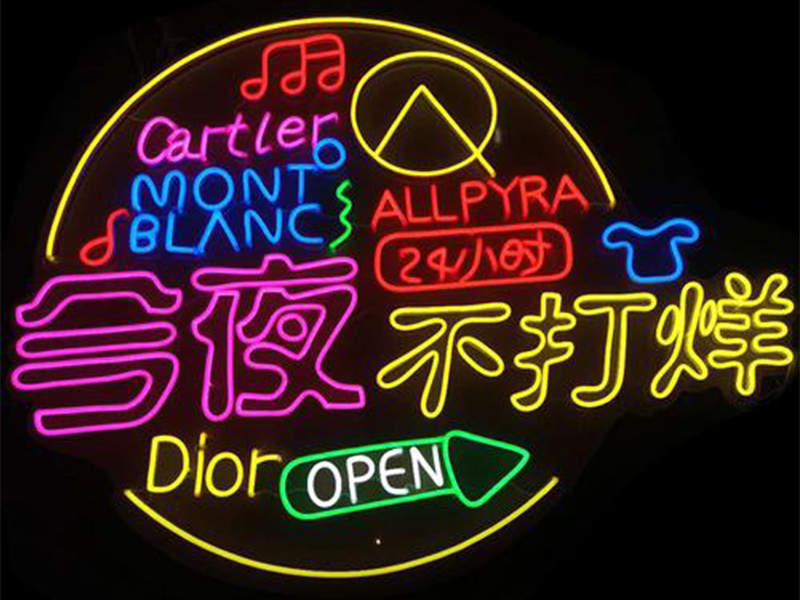 Cartier
MONT
BLANC
ALLPYRA
24小时
今夜不打烊
Dior
OPEN